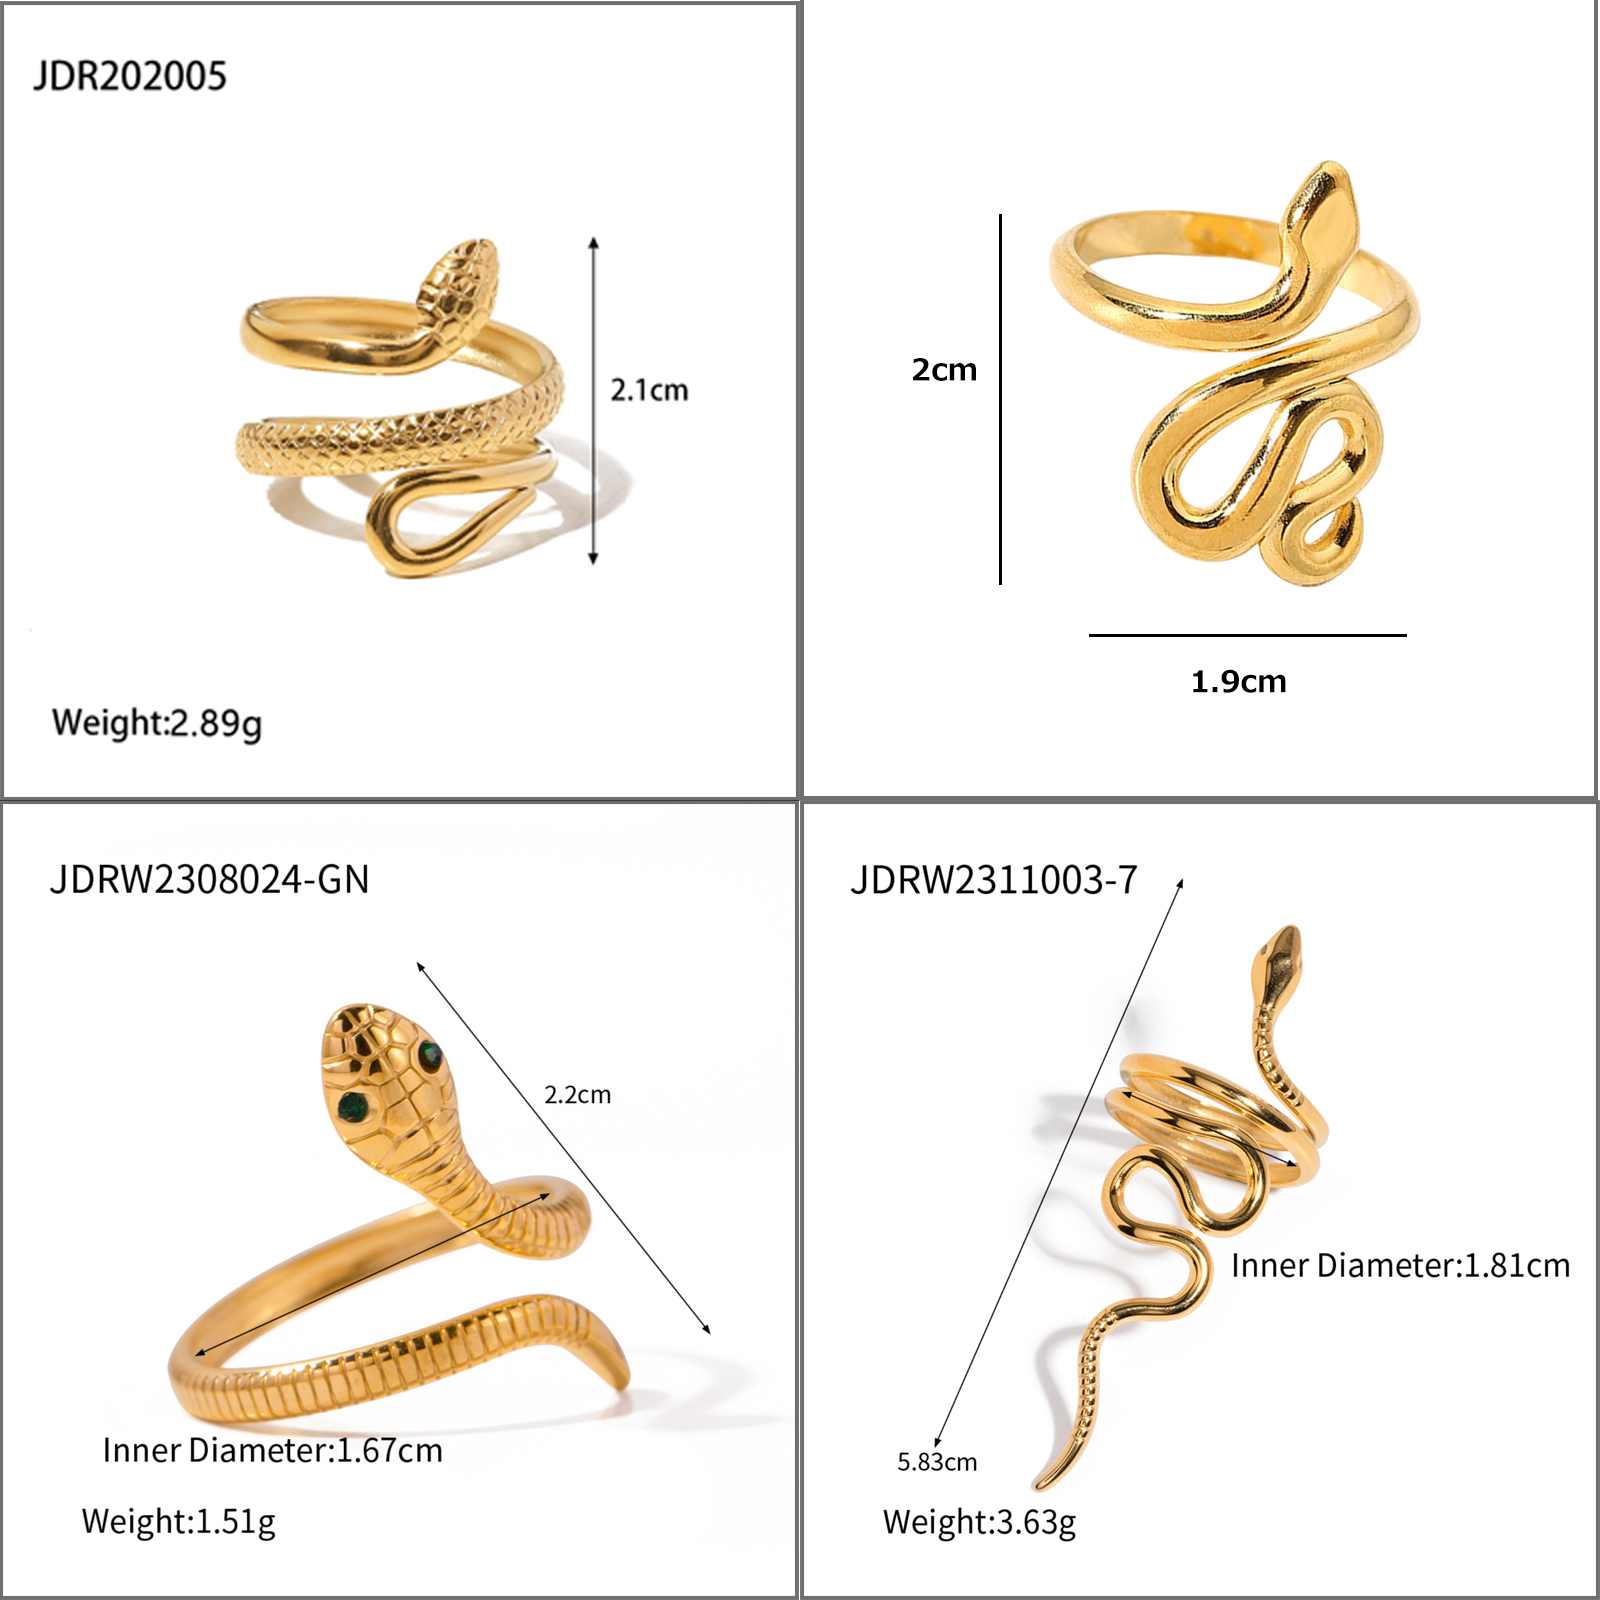 JDR202005
2.1cm
Weight:2.89g
2cm
1.9cm
JDRW2308024-GN
2.2cm
Inner Diameter:1.67cm
Weight:1.51g
JDRW2311003-7
Inner Diameter:1.81cm
5.83cm
Weight:3.63g